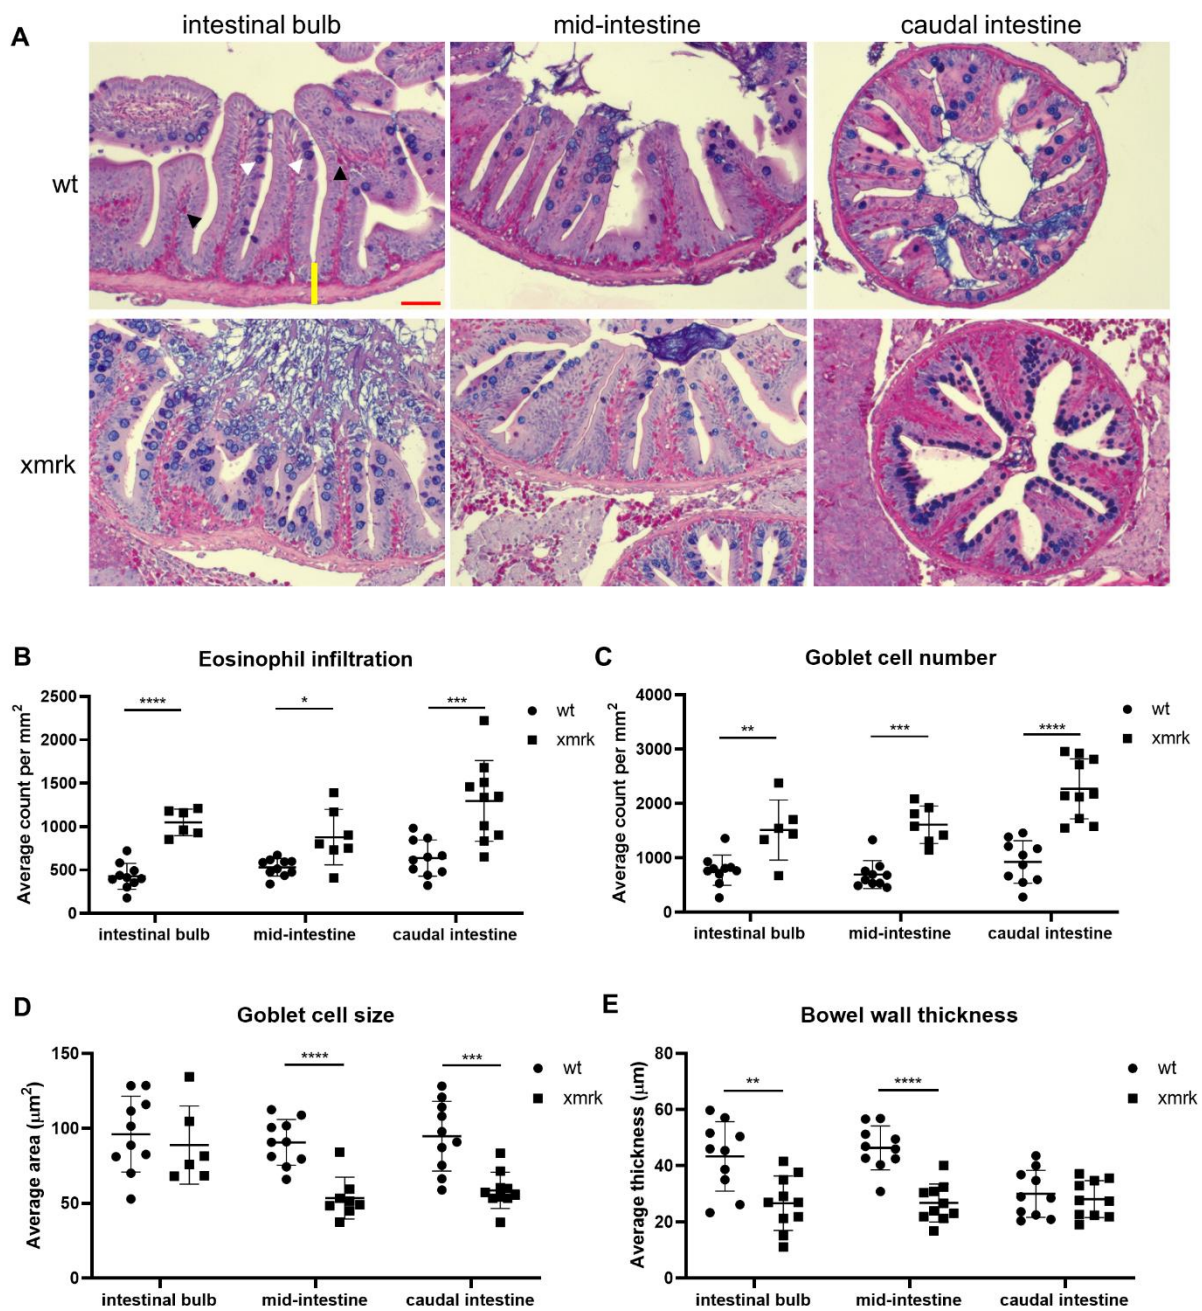 A
intestinal bulb
mid-intestine
caudal intestine
wt
xmrk
B
Eosinophil infiltration
Average count per mm²
2500
2000
1500
1000
500
0
****
*
***
wt
xmrk
intestinal bulb
mid-intestine
caudal intestine
C
Goblet cell number
Average count per mm²
4000
3000
2000
1000
0
**
***
****
wt
xmrk
intestinal bulb
mid-intestine
caudal intestine
D
Goblet cell size
Average area (µm²)
150
100
50
0
****
***
wt
xmrk
intestinal bulb
mid-intestine
caudal intestine
E
Bowel wall thickness
Average thickness (µm)
80
60
40
20
0
**
****
wt
xmrk
intestinal bulb
mid-intestine
caudal intestine